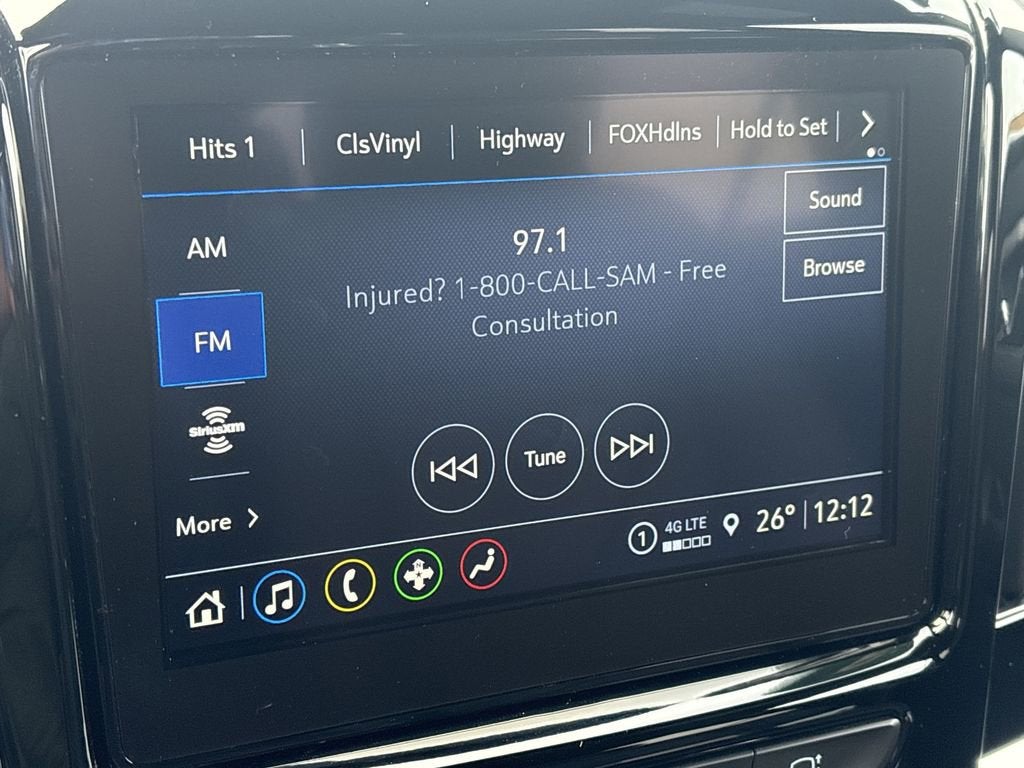 Hits 1 ClsVinyl Highway FOXHdlns Hold to Set
Sound
AM
97.1
Browse
Injured? 1-800-CALL-SAM - Free
Consultation
FM
SiriusXM
Tune
More
1 4G LTE 26° 12:12
N